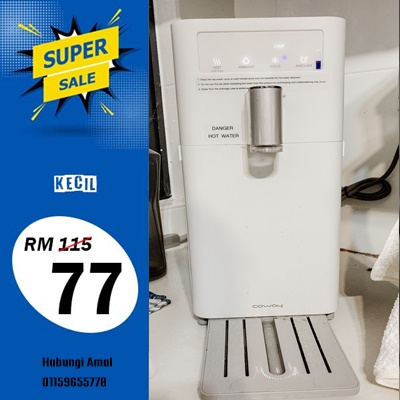 SUPER
SALE
KECIL
RM 115
77
Hubungi Amal
01159655778
DANGER
HOT WATER
coway